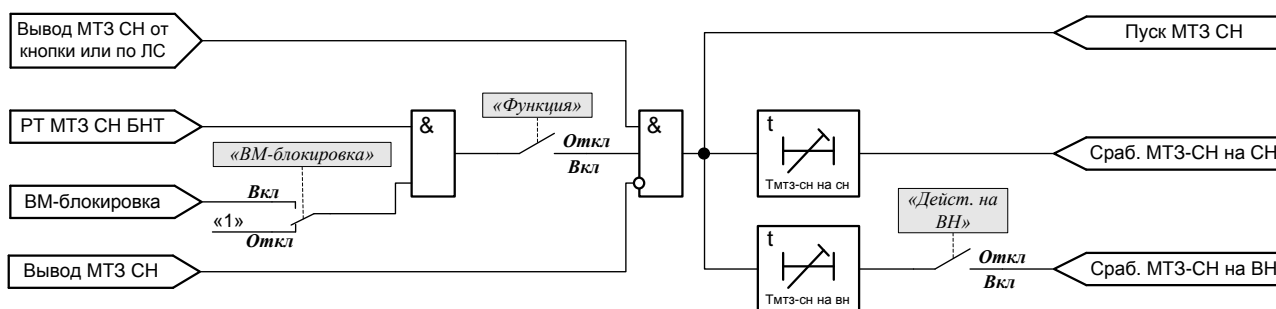 Вывод МТЗ СН от
кнопки или по ЛС
Пуск МТЗ СН
«Функция»
РТ МТЗ СН БНТ
&
Откл
Вкл
&
t
Тмтз-сн на сн
Сраб. МТЗ-СН на СН
«ВМ-блокировка»
Вкл
ВМ-блокировка
«1»
Откл
«Дейст. на
ВН»
Вывод МТЗ СН
t
Тмтз-сн на вн
Откл
Вкл
Сраб. МТЗ-СН на ВН